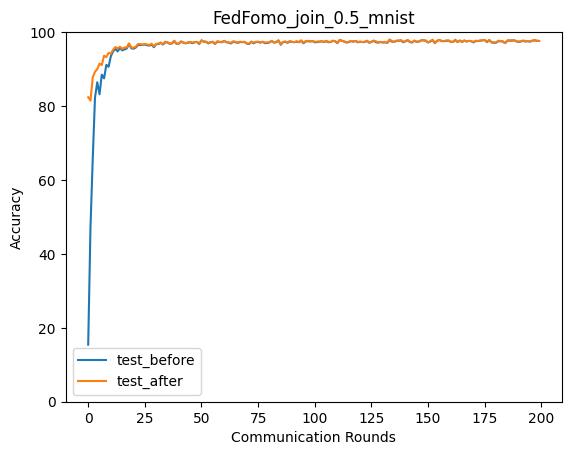 FedFomo_join_0.5_mnist
100
80
60
40
20
0
Accuracy
test_before
test_after
0 25 50 75 100 125 150 175 200
Communication Rounds